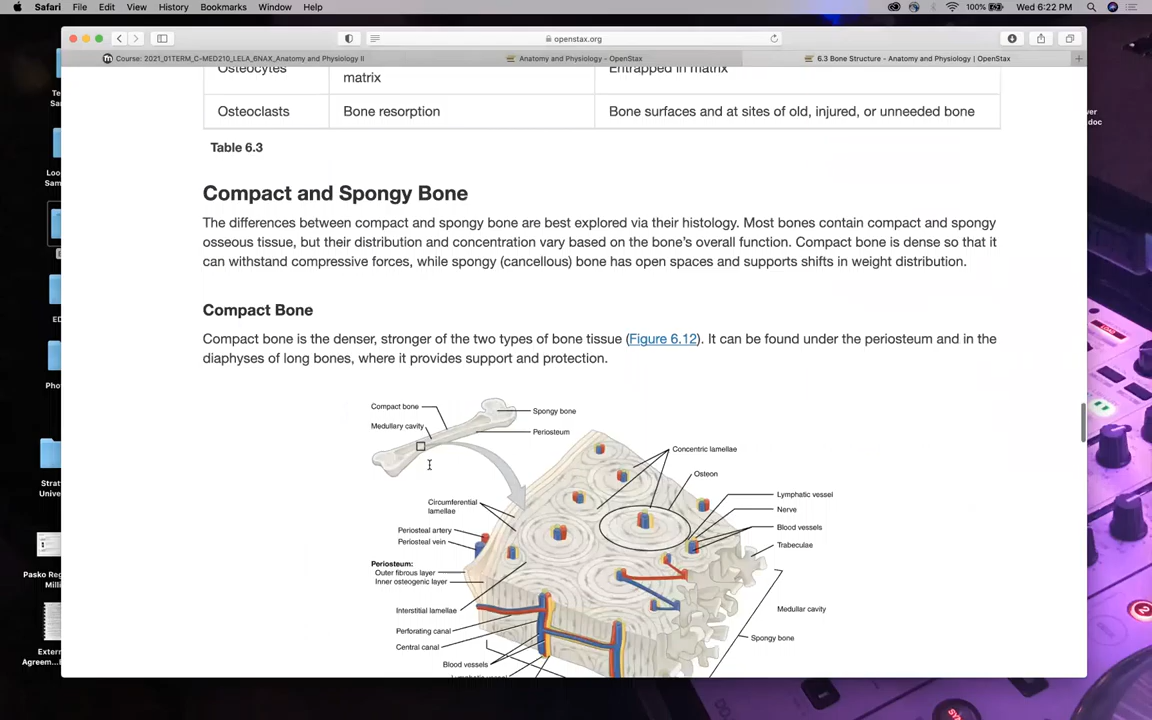 Safari File Edit View History Bookmarks Window Help 100% Wed 6:22 PM
openstax.org
Course: 2021_01TERM_C-MED210_LELA_6NAX_Anatomy and Physiology II Anatomy and Physiology - OpenStax 6.3 Bone Structure - Anatomy and Physiology | OpenStax
Osteocytes matrix Entrapped in matrix
Osteoclasts Bone resorption Bone surfaces and at sites of old, injured, or unneeded bone
Table 6.3
Compact and Spongy Bone
The differences between compact and spongy bone are best explored via their histology. Most bones contain compact and spongy
osseous tissue, but their distribution and concentration vary based on the bone's overall function. Compact bone is dense so that it
can withstand compressive forces, while spongy (cancellous) bone has open spaces and supports shifts in weight distribution.
Compact Bone
Compact bone is the denser, stronger of the two types of bone tissue (Figure 6.12). It can be found under the periosteum and in the
diaphyses of long bones, where it provides support and protection.
Compact bone
Spongy bone
Medullary cavity
Periosteum
Concentric lamellae
Osteon
Circumferential
lamellae
Lymphatic vessel
Nerve
Blood vessels
Periosteal artery
Periosteal vein
Trabeculae
Periosteum:
Outer fibrous layer
Inner osteogenic layer
Interstitial lamellae
Medullar cavity
Perforating canal
Spongy bone
Central canal
Blood vessels
Lymphatic vessel
LOAD